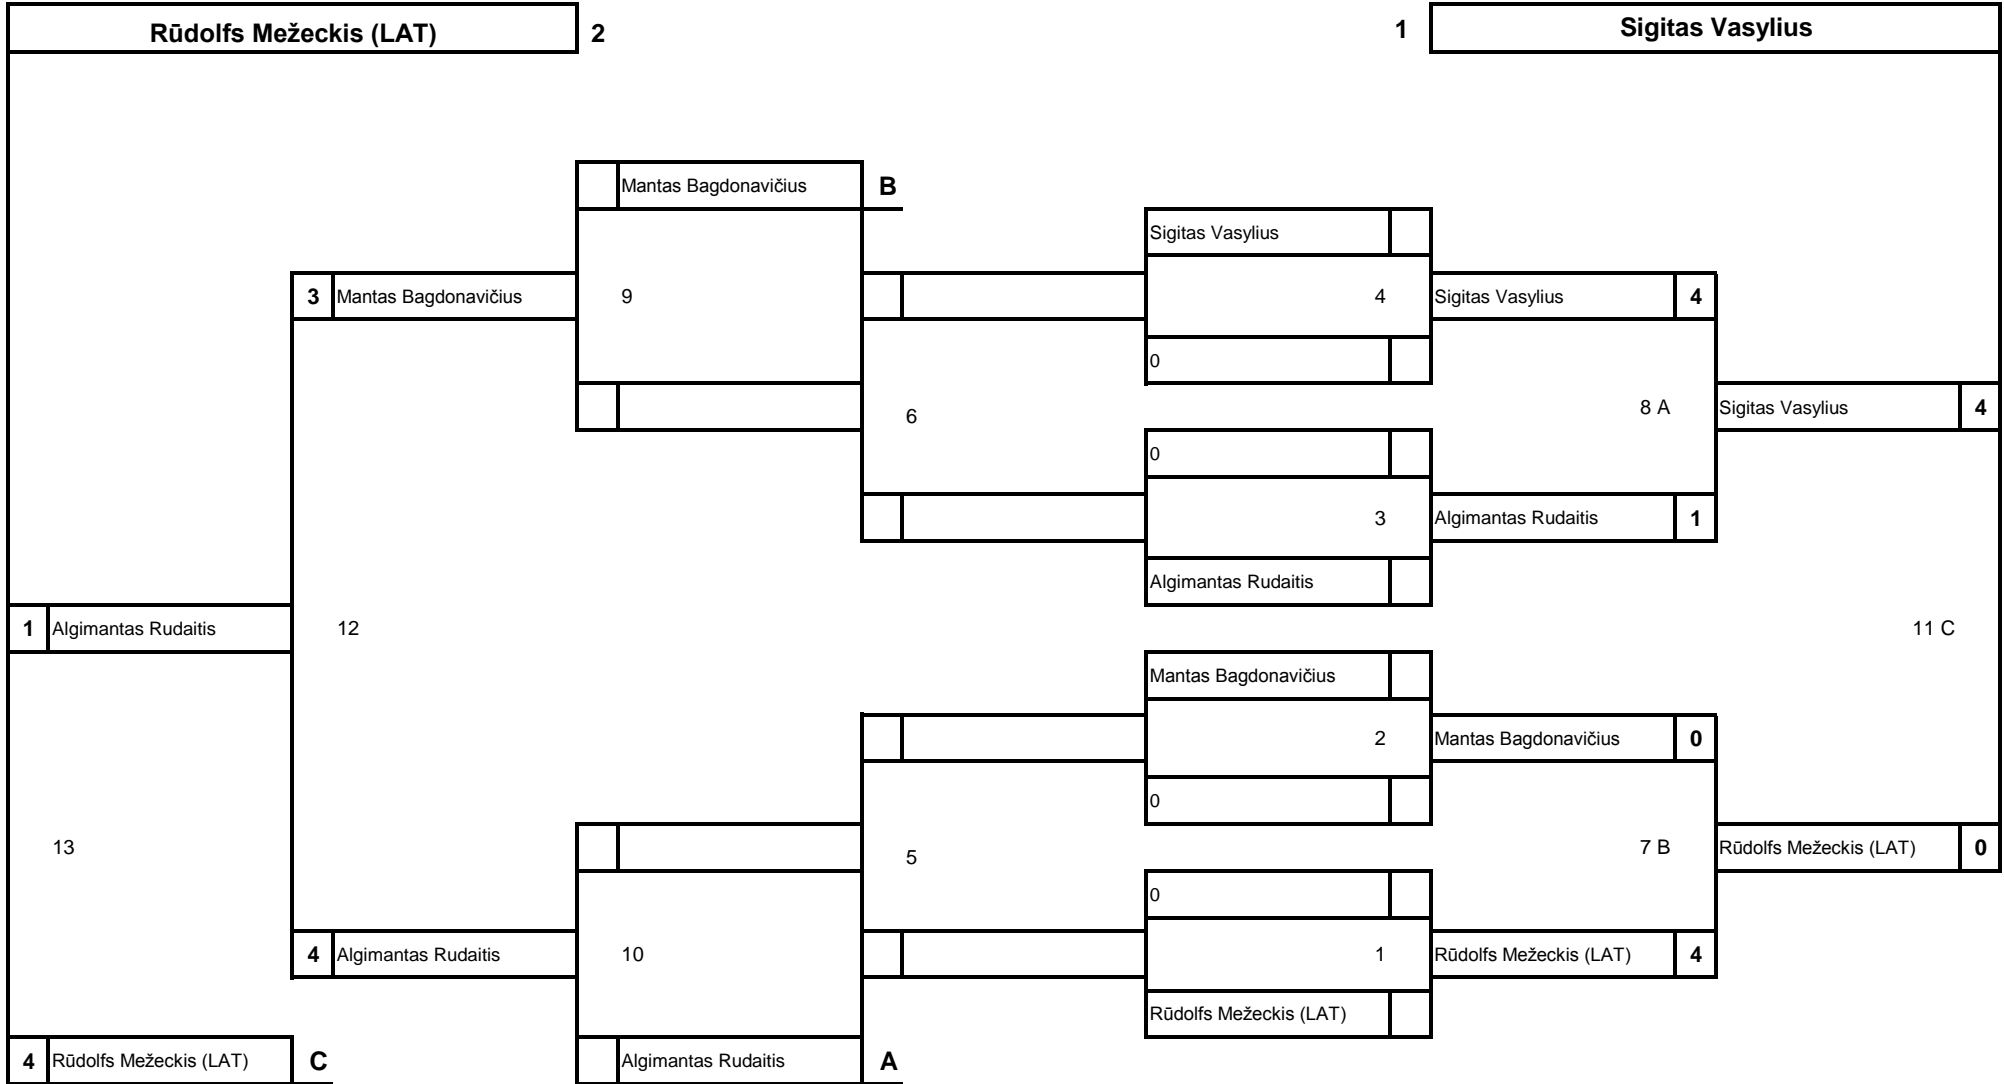 Rūdolfs Mežeckis (LAT) 2 1 Sigitas Vasylius
Mantas Bagdonavičius B
Sigitas Vasylius
3 Mantas Bagdonavičius 9 4 Sigitas Vasylius 4
0
6 8 A Sigitas Vasylius 4
0
3 Algimantas Rudaitis 1
Algimantas Rudaitis
1 Algimantas Rudaitis 12 11 C
Mantas Bagdonavičius
2 Mantas Bagdonavičius 0
0
13 5 7 B Rūdolfs Mežeckis (LAT) 0
0
4 Algimantas Rudaitis 10 1 Rūdolfs Mežeckis (LAT) 4
Rūdolfs Mežeckis (LAT)
4 Rūdolfs Mežeckis (LAT) C Algimantas Rudaitis A